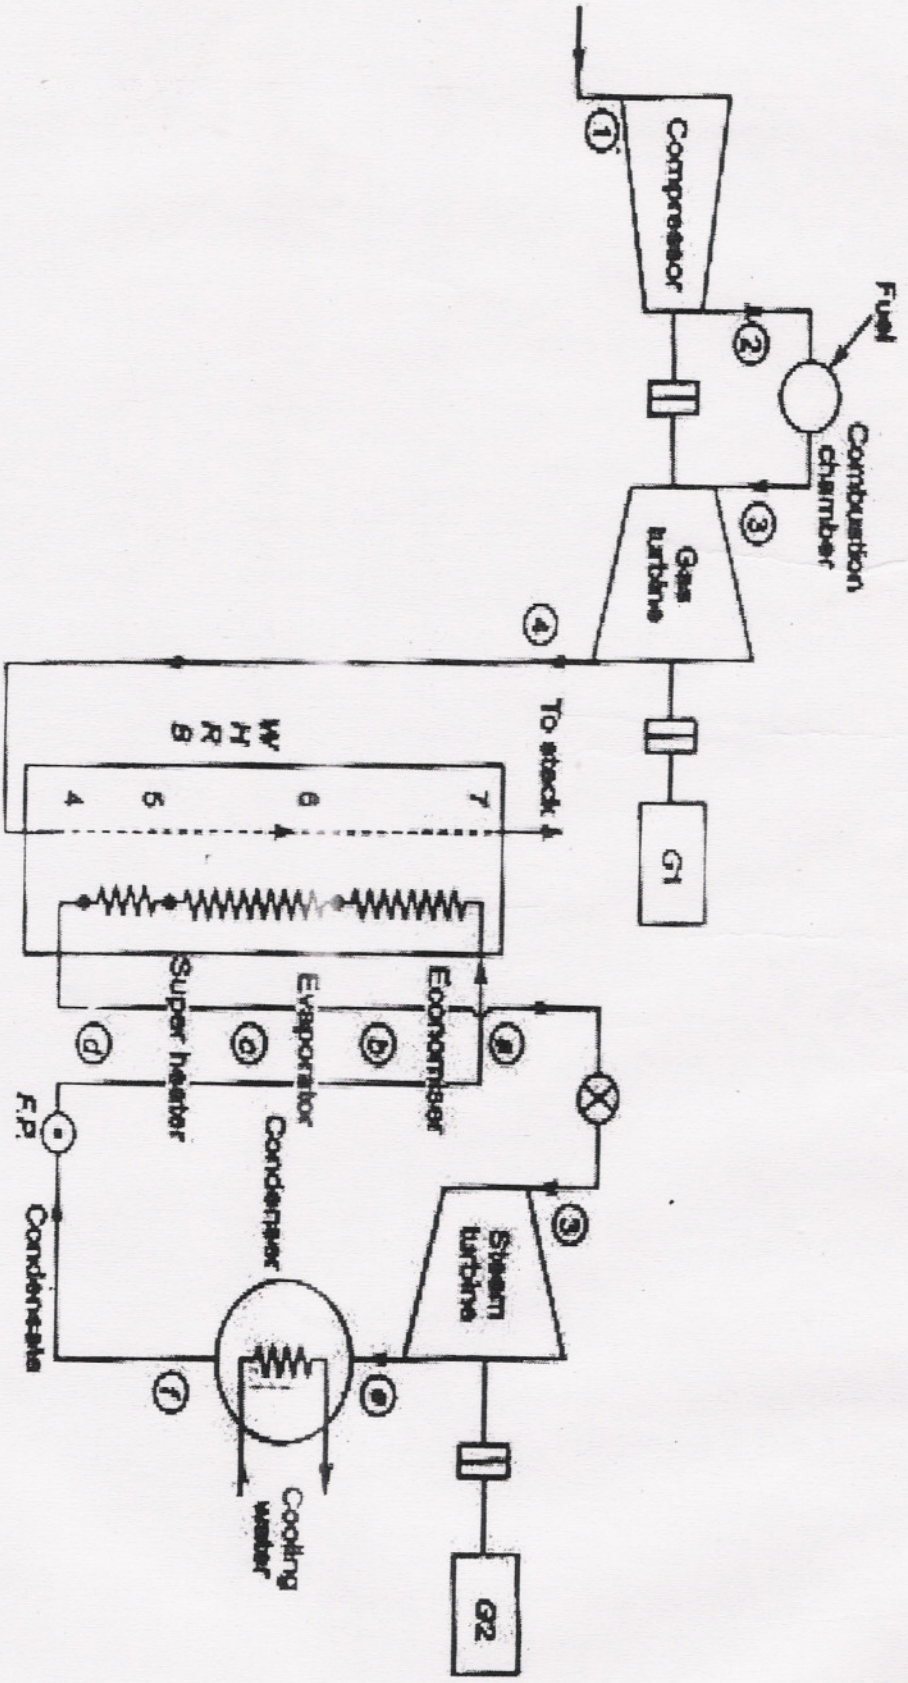 Fuel
Combustion
chamber
2
3
Compressor
1
Gas
turbine
G1
4
To stack
W
H
R
B
4
5
6
7
Economiser
Evaporator
Super heater
a
b
c
d
3
Steam
turbine
G2
e
Condenser
Cooling
water
f
F.P.
Condensate